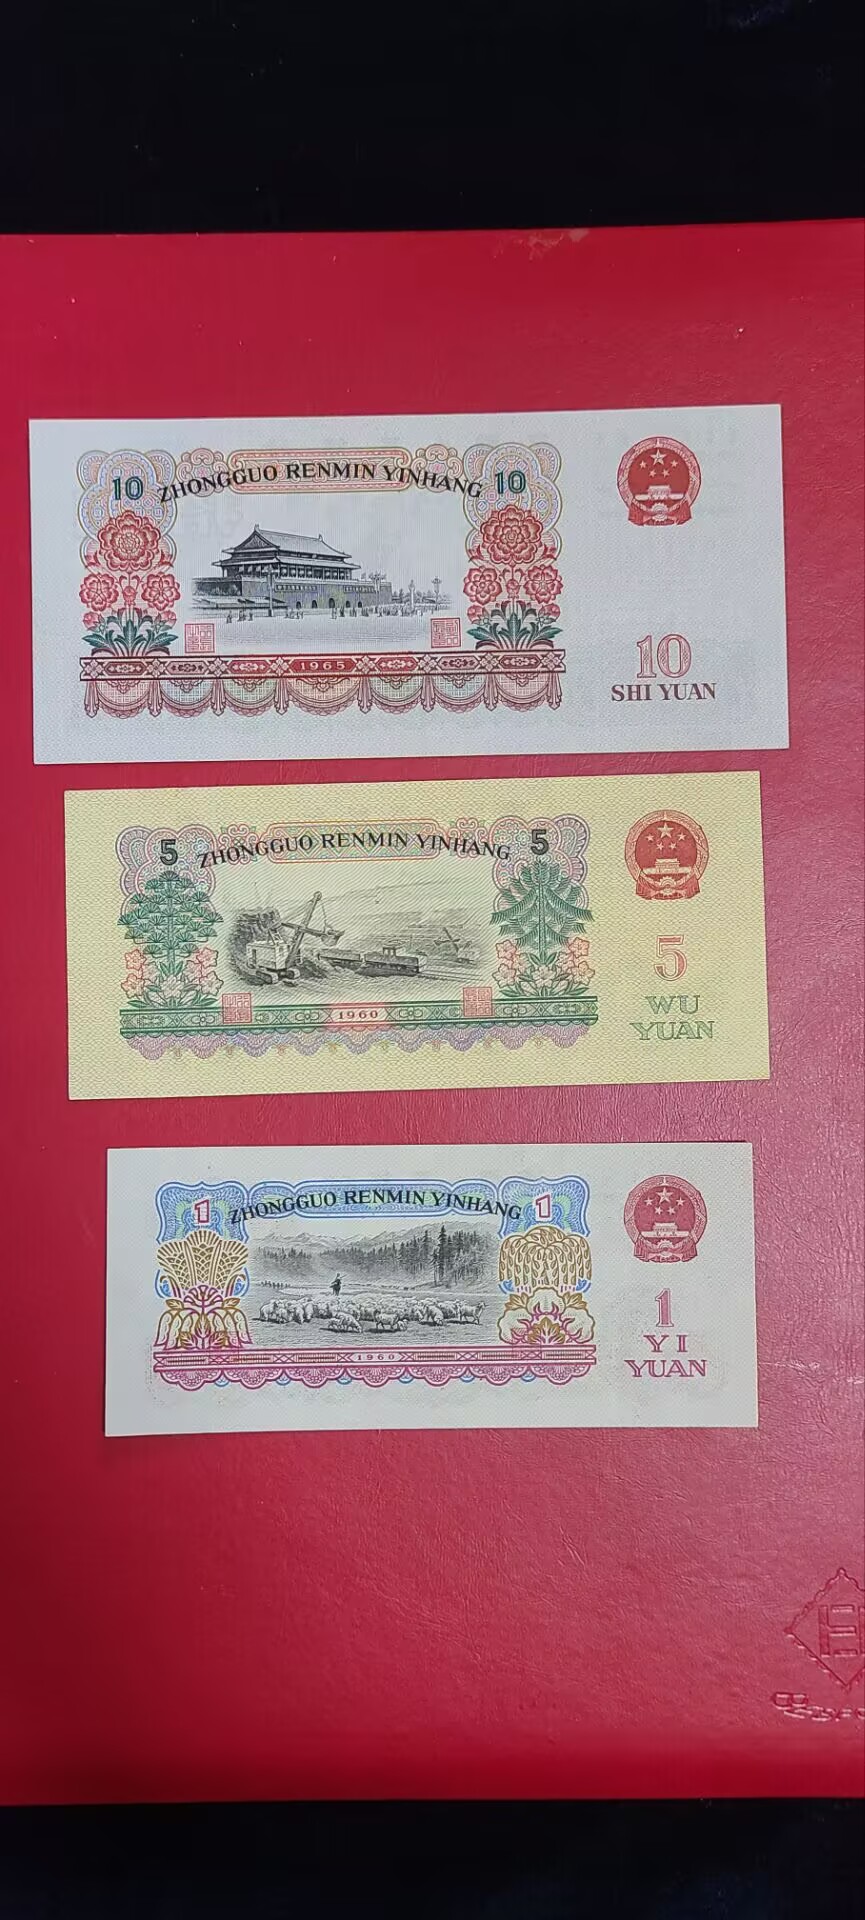 10 ZHONGGUO RENMIN YINHANG 10
1965
10
SHI YUAN
5 ZHONGGUO RENMIN YINHANG 5
1960
5
WU
YUAN
1 ZHONGGUO RENMIN YINHANG 1
1960
1
YI
YUAN